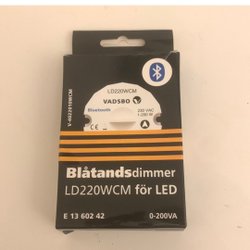 LD220WCM
VADSBO
Bluetooth
230 VAC
Blåtandsdimmer
LD220WCM för LED
E 13 602 42
0-200VA